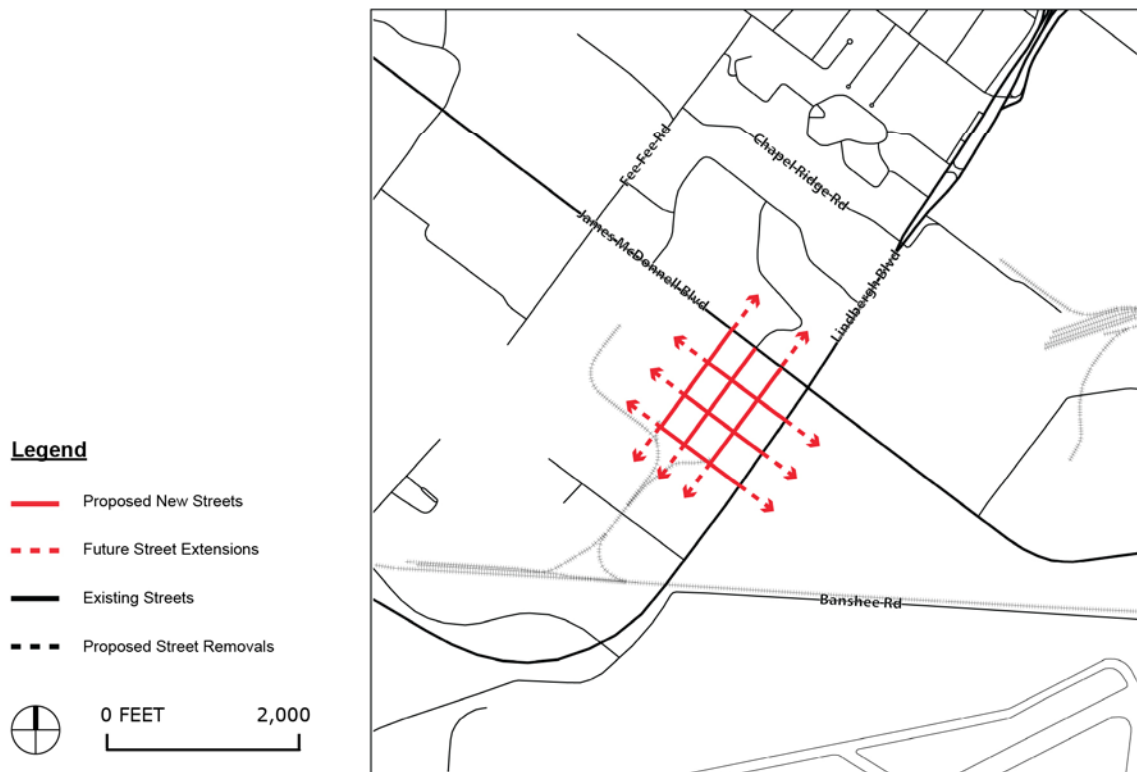 Fee Fee Rd
Chapel Ridge Rd
James McDonnell Blvd
Lindbergh Blvd
Banshee Rd
Legend
Proposed New Streets
Future Street Extensions
Existing Streets
Proposed Street Removals
0 FEET 2,000